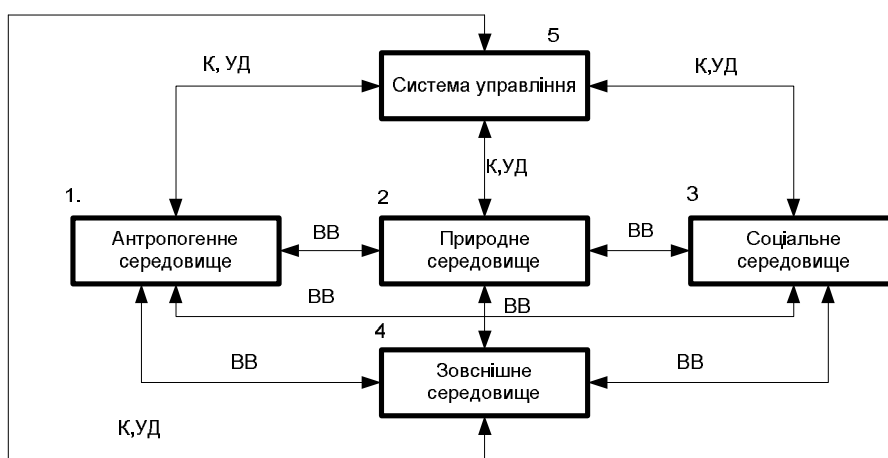 5
К, УД
Система управління
К,УД
К,УД
1.
2
3
Антропогенне
середовище
ВВ
Природне
середовище
ВВ
Соціальне
середовище
ВВ
ВВ
4
ВВ
Зовснішне
середовище
ВВ
К,УД